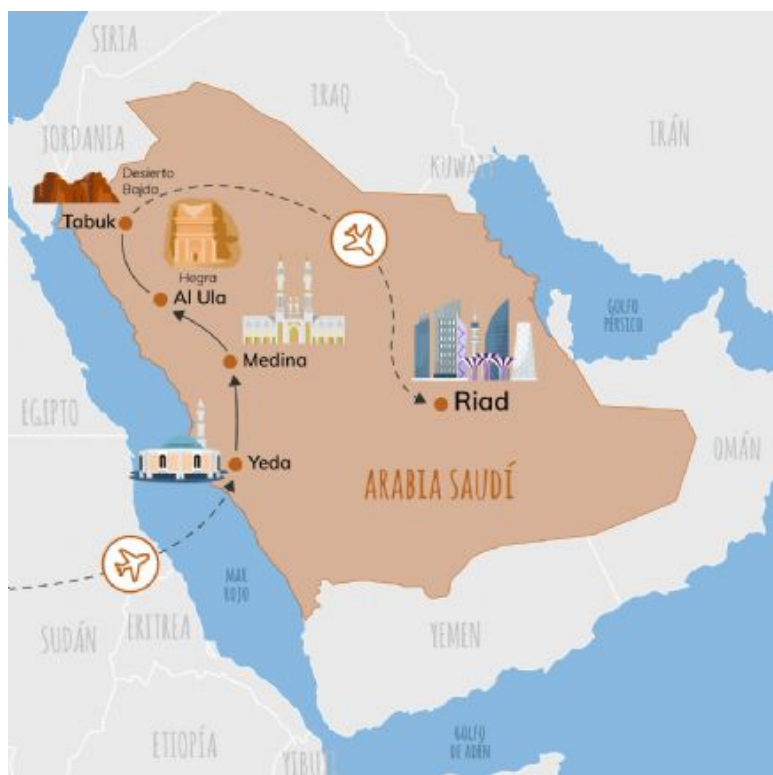 SIRIA
IRAQ
IRÁN
JORDANIA
KUWAIT
Desierto
Bajda
Tabuk
Hegra
Al Ula
Medina
GOLFO
PÉRSICO
Riad
EGIPTO
OMÁN
Yeda
ARABIA SAUDÍ
MAR
ROJO
SUDÁN
ERITREA
YEMEN
ETIOPÍA
YIBUTI
GOLFO
DE ADÉN